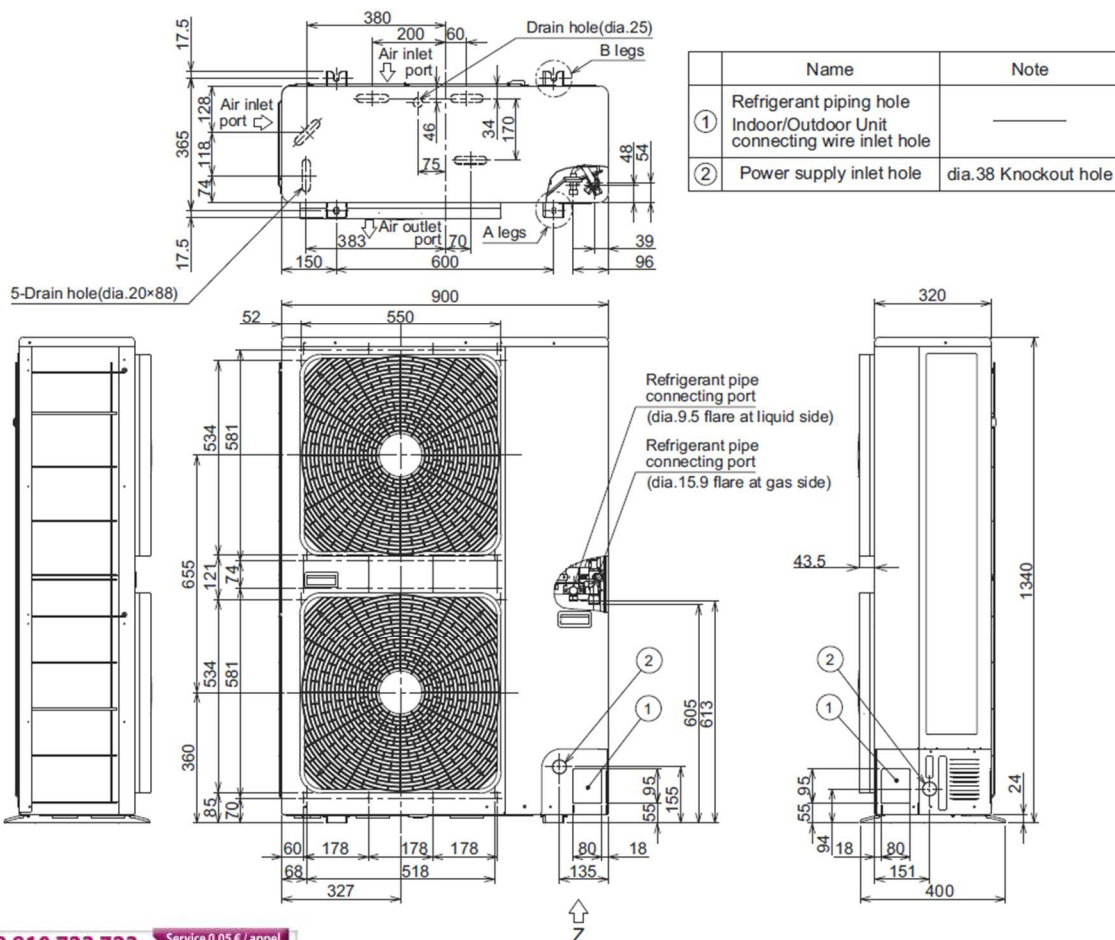 380
17.5
200
60
Drain hole(dia.25)
B legs
Air inlet
port
Air inlet
port
128
365
118
74
46
34
170
75
48
54
Air outlet
port
A legs
383
70
39
17.5
150
600
96
5-Drain hole(dia.20×88)
Name
Note
1
Refrigerant piping hole
Indoor/Outdoor Unit
connecting wire inlet hole
2
Power supply inlet hole
dia.38 Knockout hole
900
52
550
320
Refrigerant pipe
connecting port
(dia.9.5 flare at liquid side)
Refrigerant pipe
connecting port
(dia.15.9 flare at gas side)
534
581
655
121
74
43.5
1340
534
581
2
1
605
613
2
1
360
85
70
95
55
155
95
55
94
24
60
178
178
178
80
18
18
80
68
518
135
151
327
400
Z
Service 0,05 € / appel